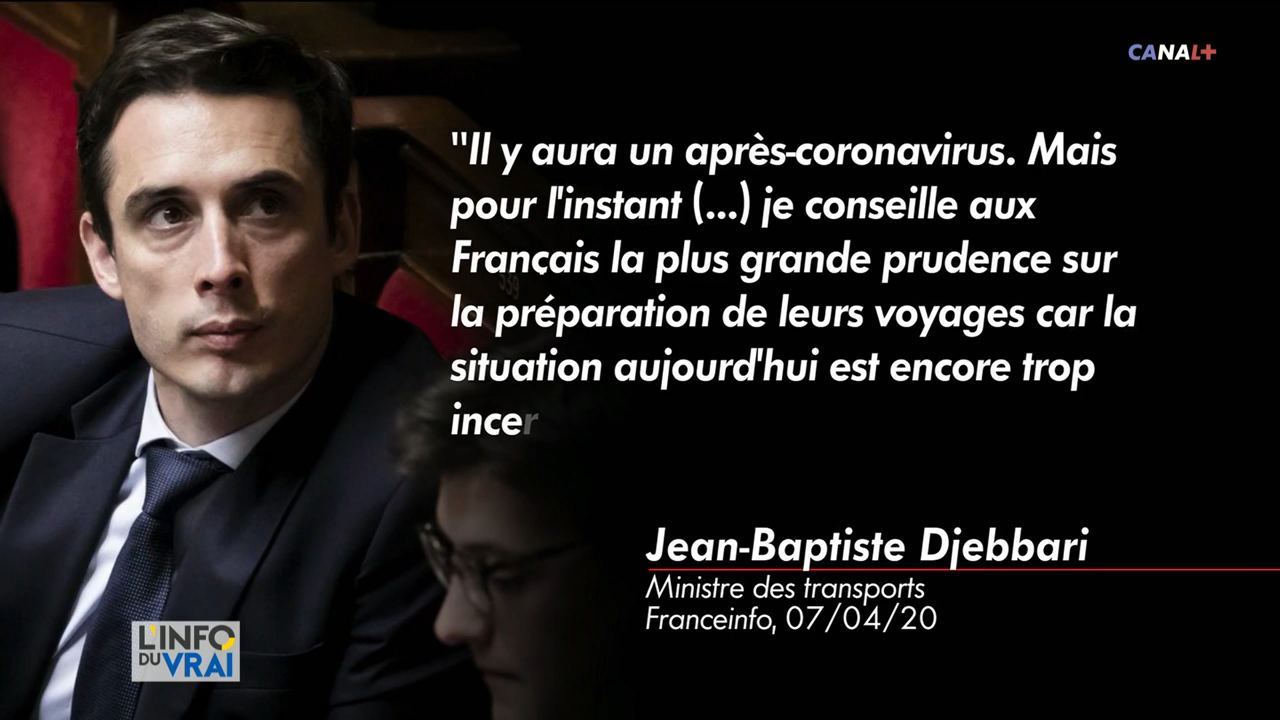 CANAL+
"Il y aura un après-coronavirus. Mais
pour l'instant (...) je conseille aux
Français la plus grande prudence sur
la préparation de leurs voyages car la
situation aujourd'hui est encore trop
incer
Jean-Baptiste Djebbari
Ministre des transports
Franceinfo, 07/04/20
L'INFO
DU VRAI